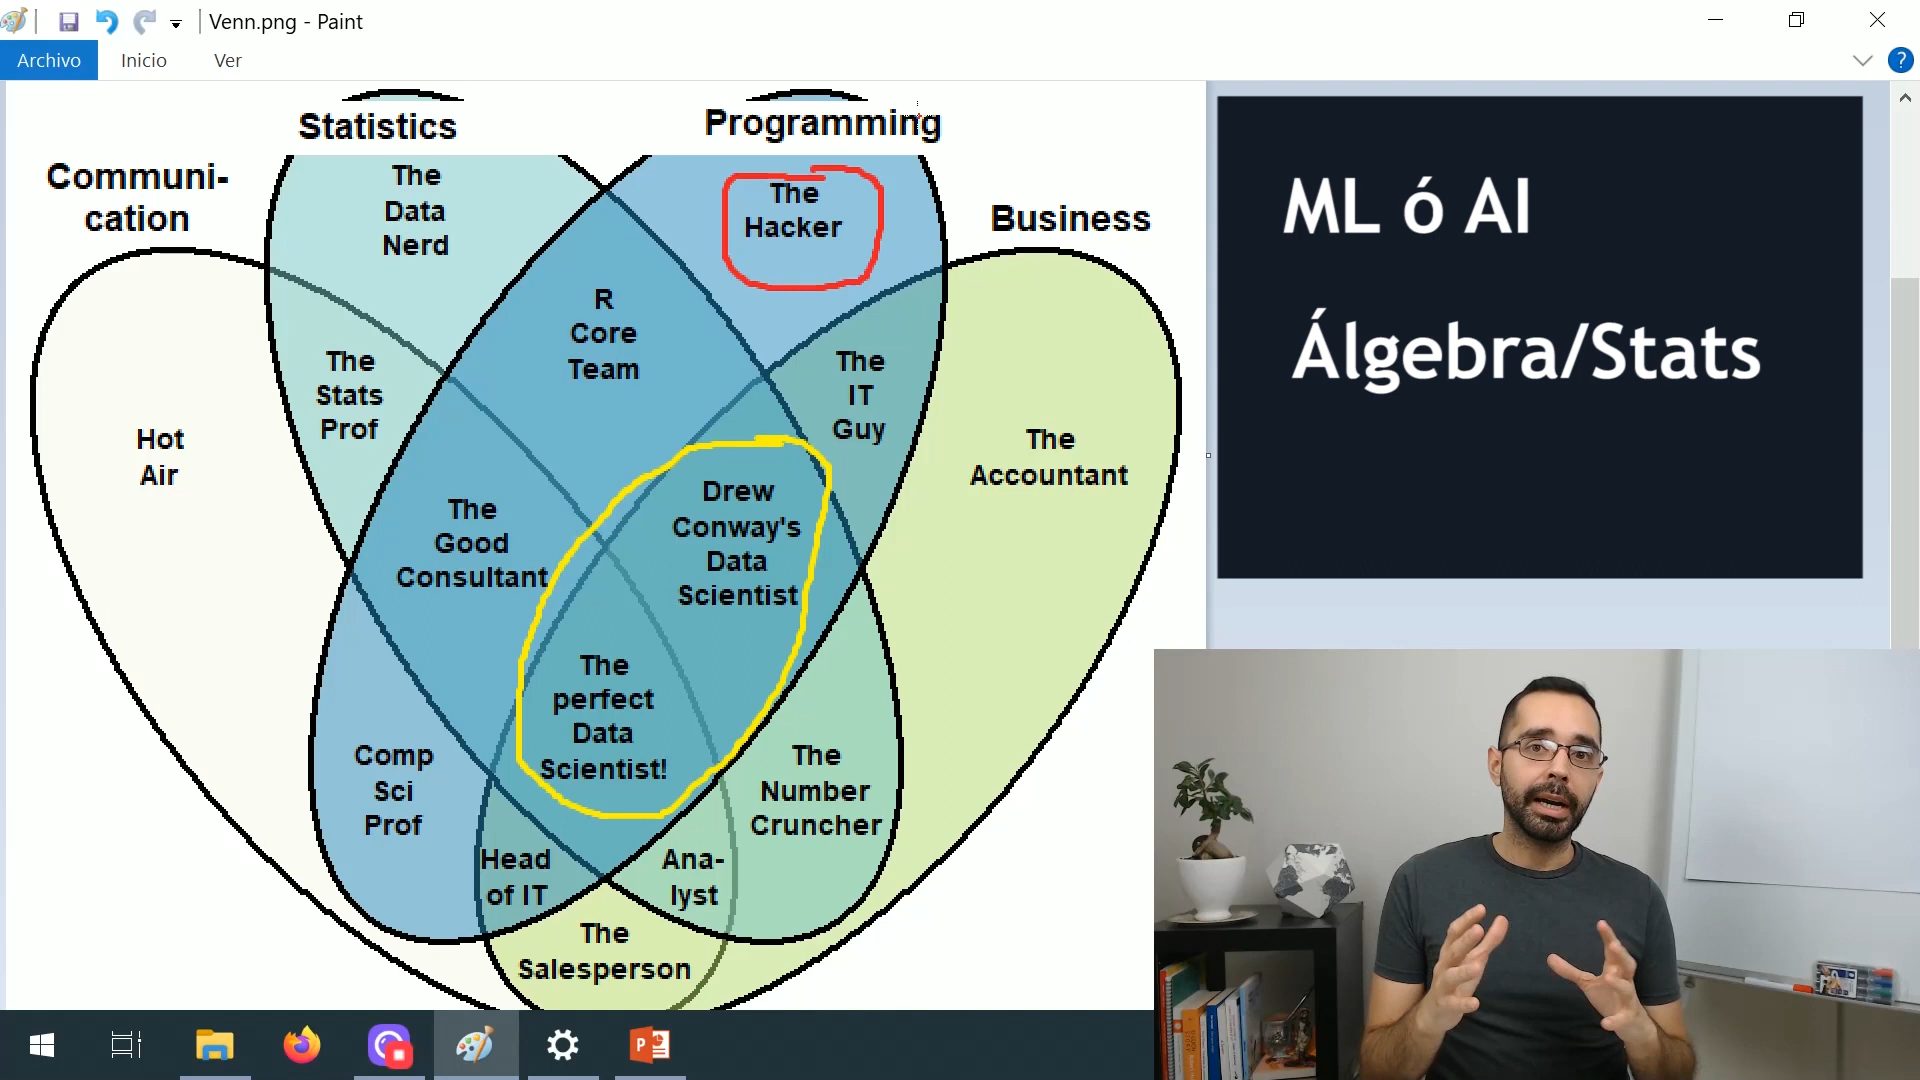 Venn.png - Paint
Archivo
Inicio
Ver
?
Statistics
Programming
Communi-
cation
Business
The
Data
Nerd
The
Hacker
R
Core
Team
The
Stats
Prof
The
IT
Guy
Hot
Air
The
Accountant
The
Good
Consultant
Drew
Conway's
Data
Scientist
The
perfect
Data
Scientist!
Comp
Sci
Prof
The
Number
Cruncher
Head
of IT
Ana-
lyst
The
Salesperson
ML ó AI
Álgebra/Stats
P